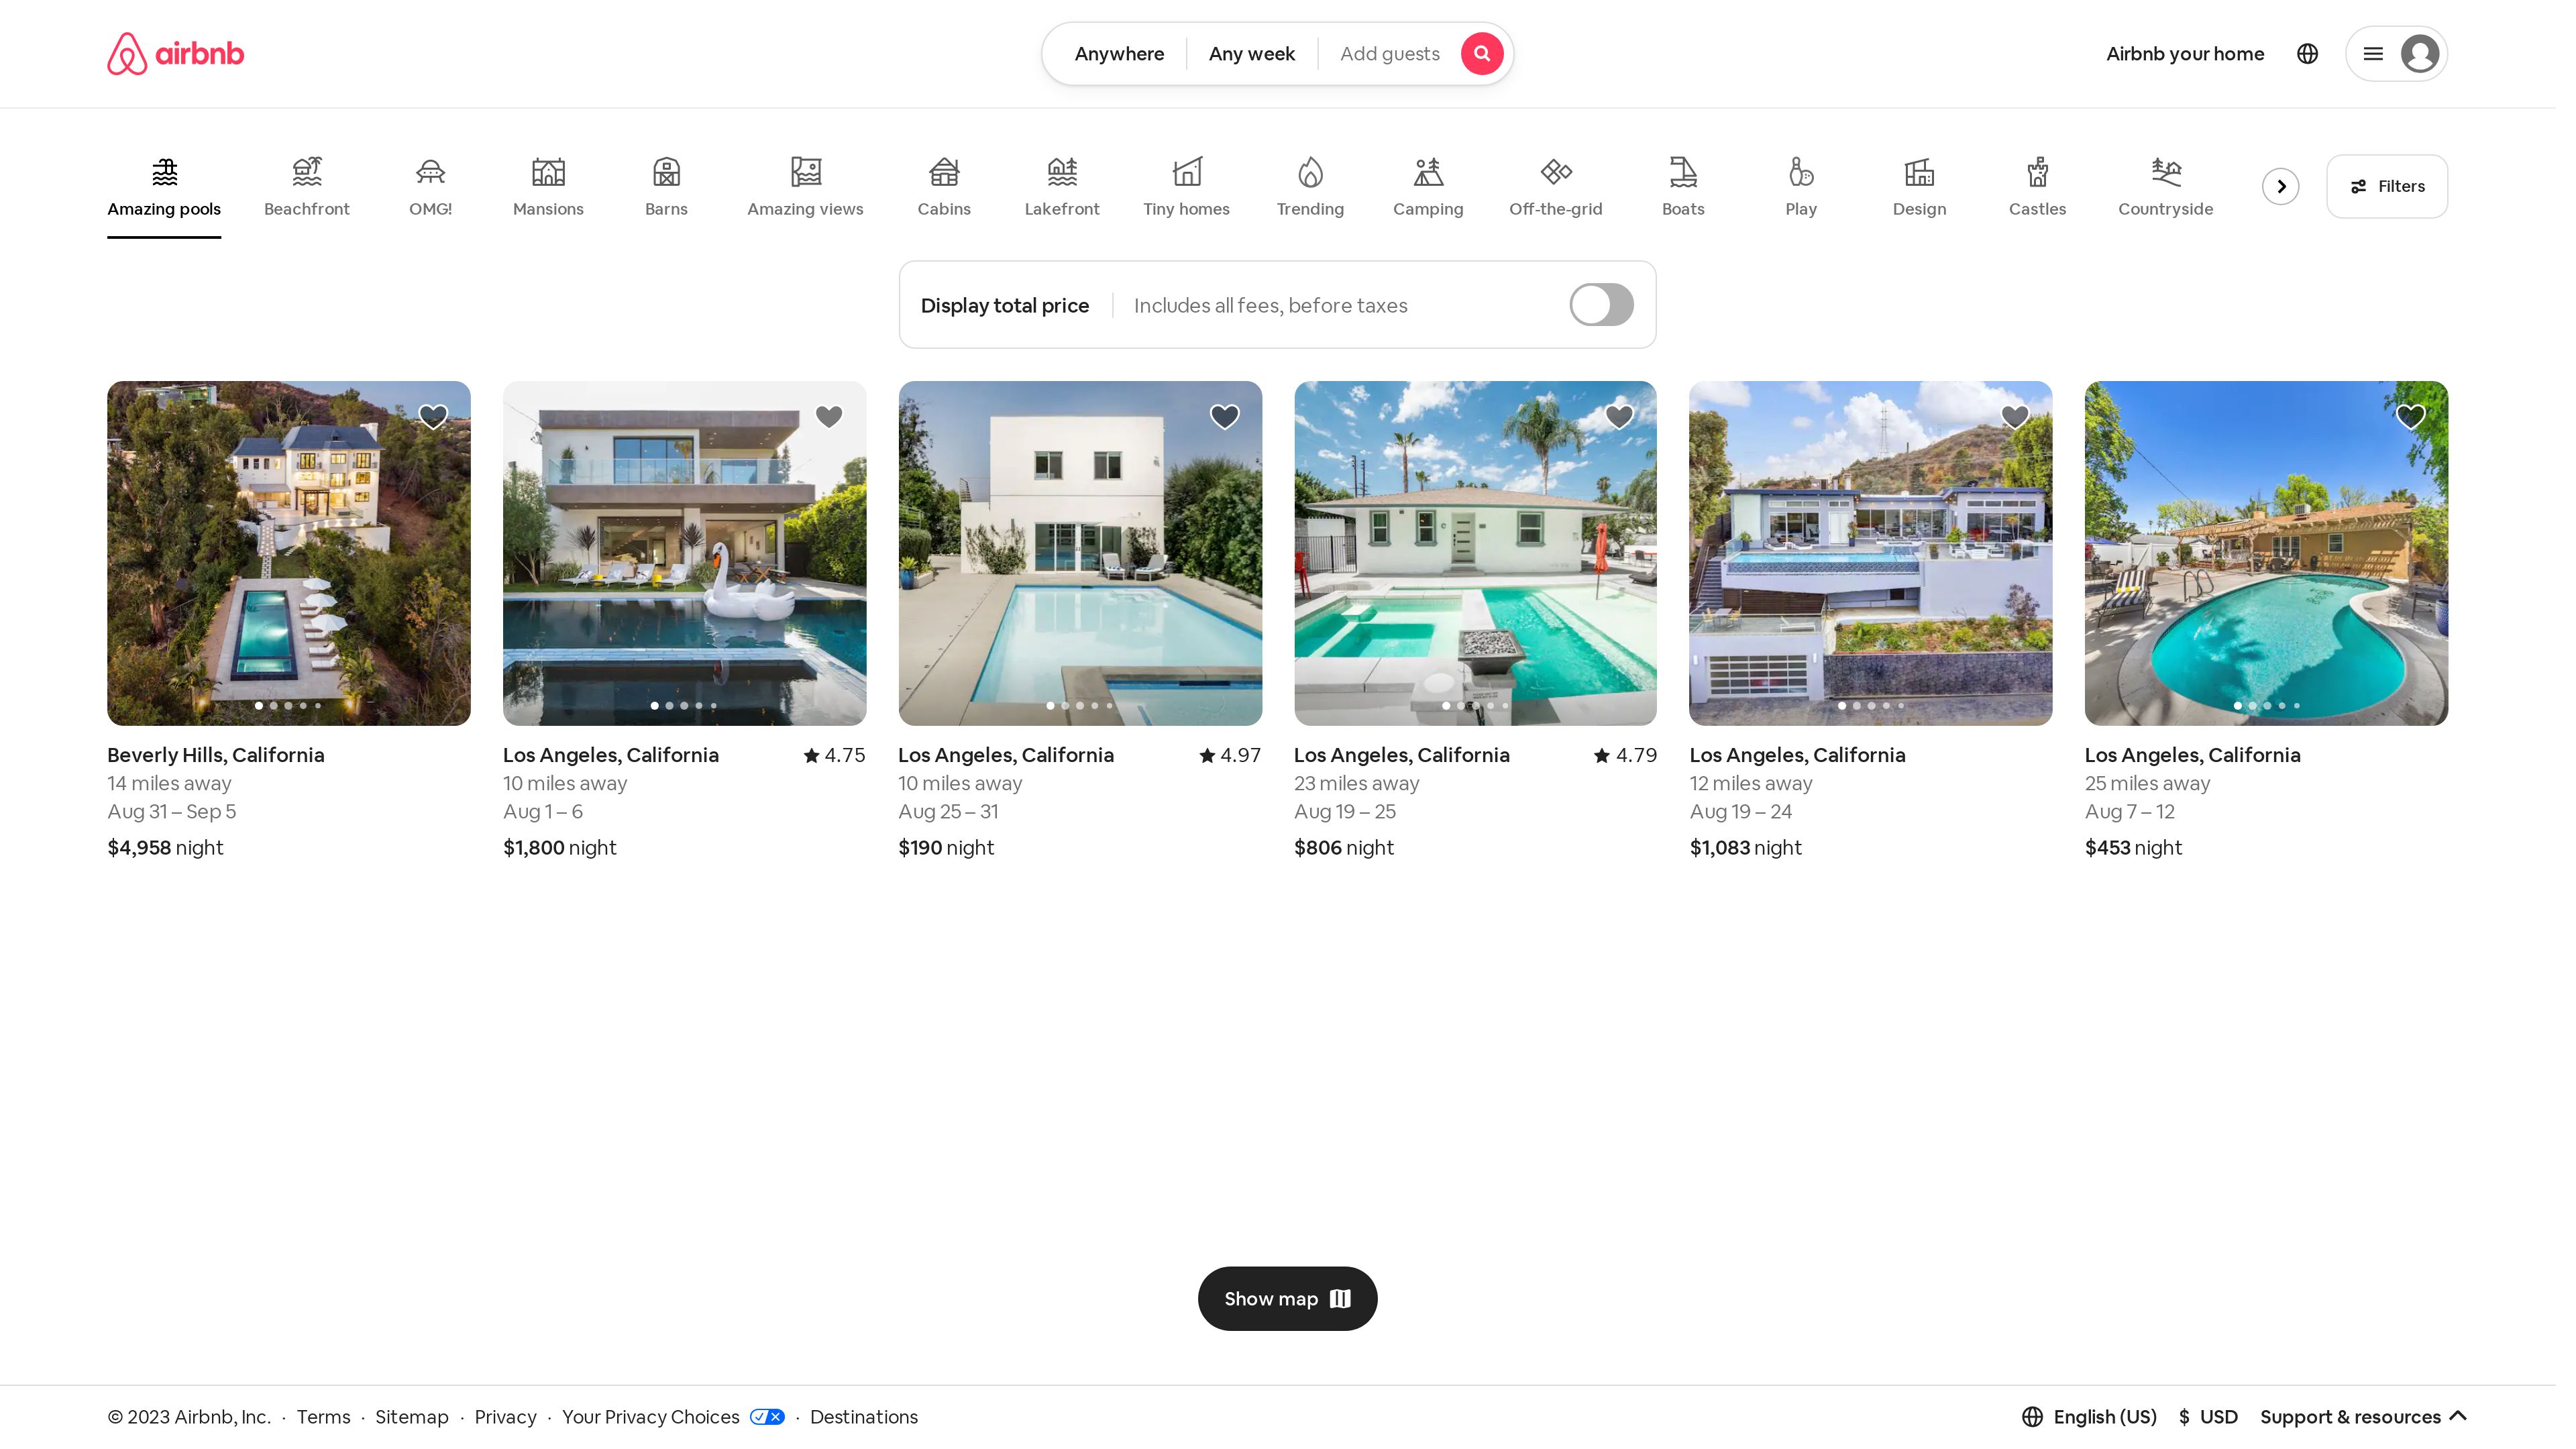 airbnb
Anywhere Any week Add guests
Airbnb your home
Amazing pools Beachfront OMG! Mansions Barns Amazing views Cabins Lakefront Tiny homes Trending Camping Off-the-grid Boats Play Design Castles Countryside Filters
Display total price Includes all fees, before taxes
Beverly Hills, California
14 miles away
Aug 31 – Sep 5
$4,958 night
Los Angeles, California ★ 4.75
10 miles away
Aug 1 – 6
$1,800 night
Los Angeles, California ★ 4.97
10 miles away
Aug 25 – 31
$190 night
Los Angeles, California ★ 4.79
23 miles away
Aug 19 – 25
$806 night
Los Angeles, California
12 miles away
Aug 19 – 24
$1,083 night
Los Angeles, California
25 miles away
Aug 7 – 12
$453 night
Show map
© 2023 Airbnb, Inc. · Terms · Sitemap · Privacy · Your Privacy Choices · Destinations
English (US) $ USD Support & resources